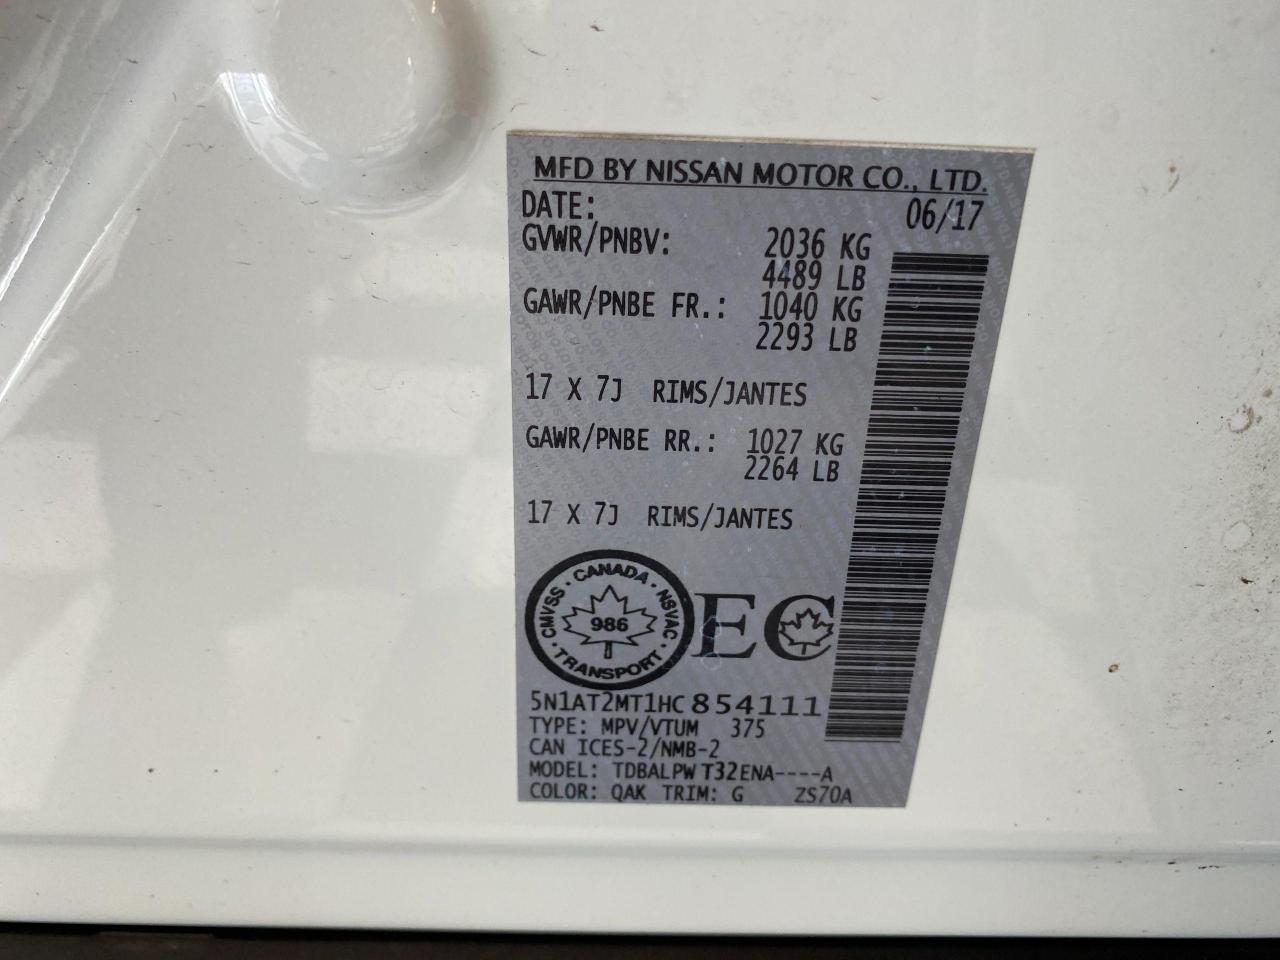 MFD BY NISSAN MOTOR CO., LTD.
DATE: 06/17
GVWR/PNBV: 2036 KG
4489 LB
GAWR/PNBE FR.: 1040 KG
2293 LB
17 X 7J RIMS/JANTES
GAWR/PNBE RR.: 1027 KG
2264 LB
17 X 7J RIMS/JANTES
CMVSS · CANADA · NSVAC · TRANSPORT ·
986
EC
5N1AT2MT1HC854111
TYPE: MPV/VTUM 375
CAN ICES-2/NMB-2
MODEL: TDBALPW T32ENA----A
COLOR: QAK TRIM: G ZS70A